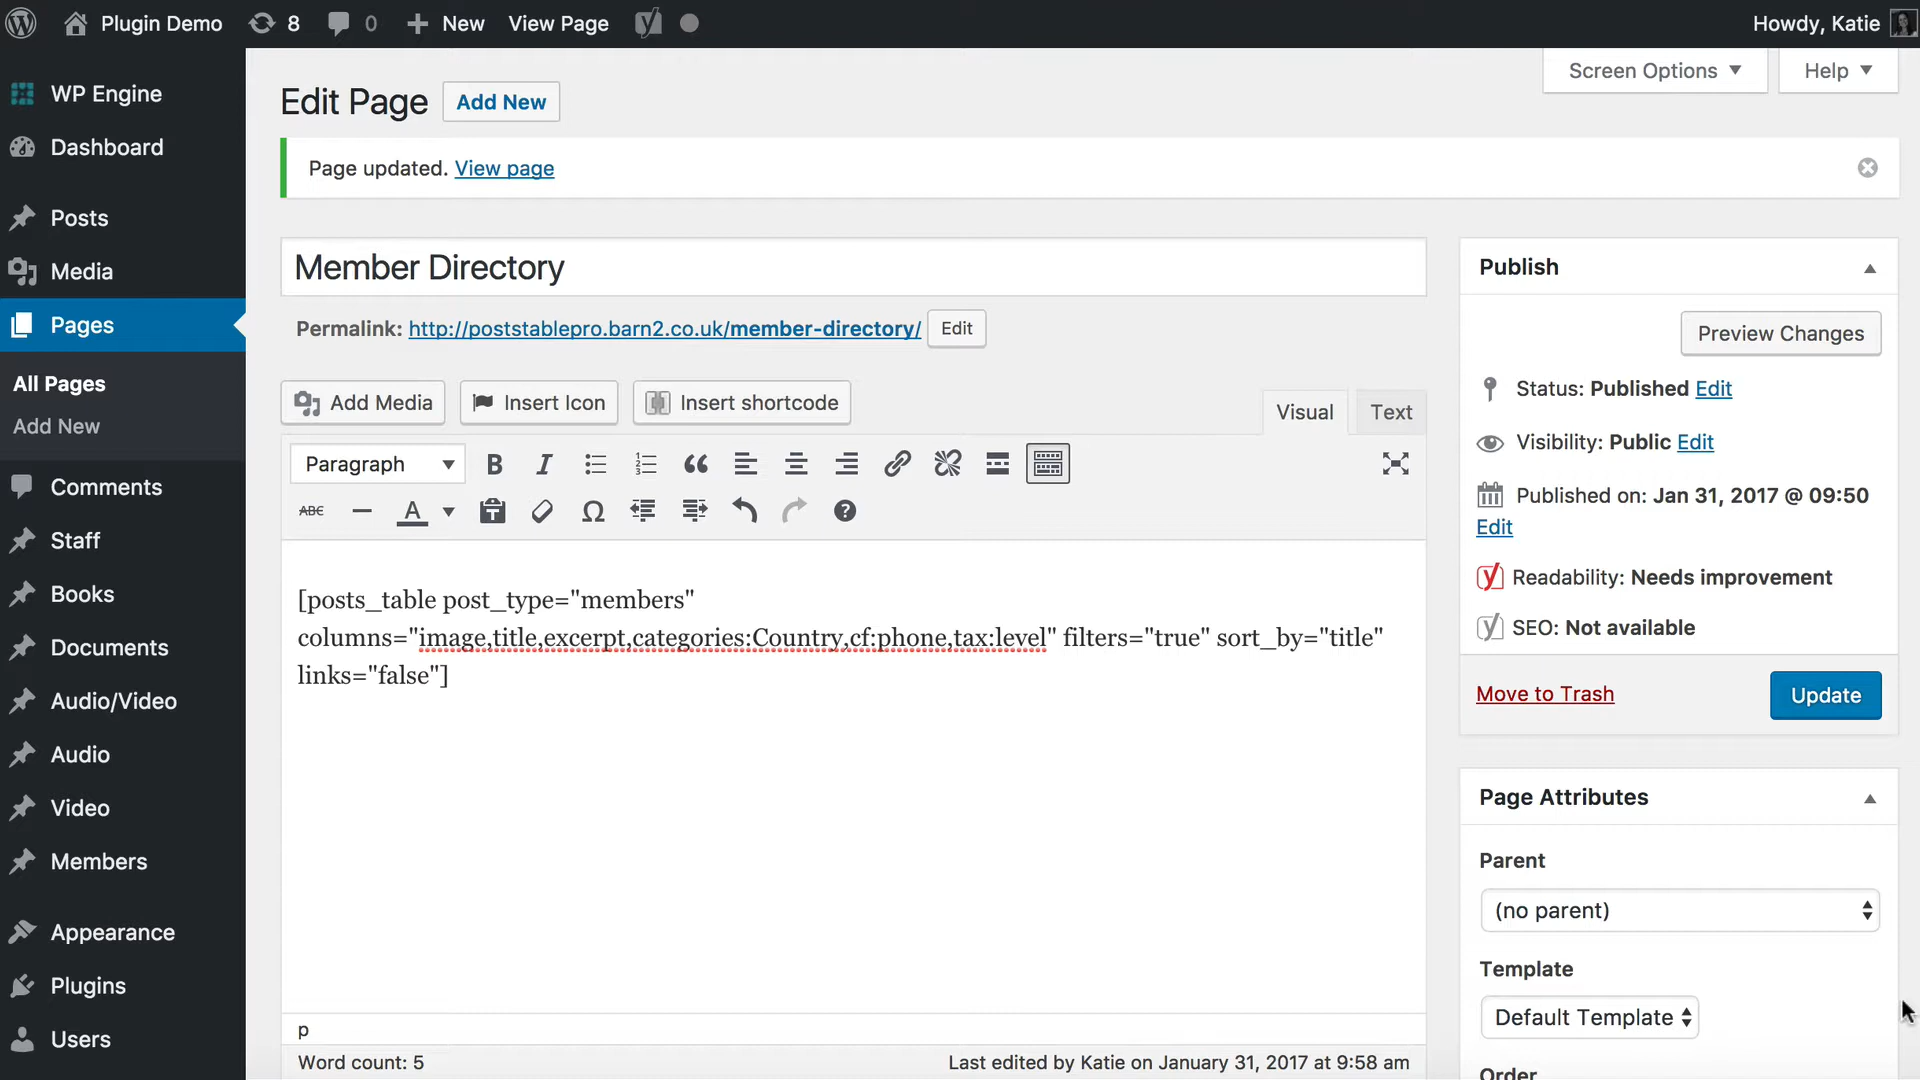 Plugin Demo 8 0 New View Page Howdy, Katie
WP Engine
Dashboard
Posts
Media
Pages
All Pages
Add New
Comments
Staff
Books
Documents
Audio/Video
Audio
Video
Members
Appearance
Plugins
Users
Screen Options Help
Edit Page Add New
Page updated. View page
Member Directory
Permalink: http://poststablepro.barn2.co.uk/member-directory/ Edit
Add Media Insert Icon Insert shortcode Visual Text
Paragraph B I
ABC A Ω
[posts_table post_type="members"
columns="image,title,excerpt,categories:Country,cf:phone,tax:level" filters="true" sort_by="title"
links="false"]
p
Word count: 5 Last edited by Katie on January 31, 2017 at 9:58 am
Publish
Preview Changes
Status: Published Edit
Visibility: Public Edit
Published on: Jan 31, 2017 @ 09:50
Edit
Readability: Needs improvement
SEO: Not available
Move to Trash Update
Page Attributes
Parent
(no parent)
Template
Default Template
Order